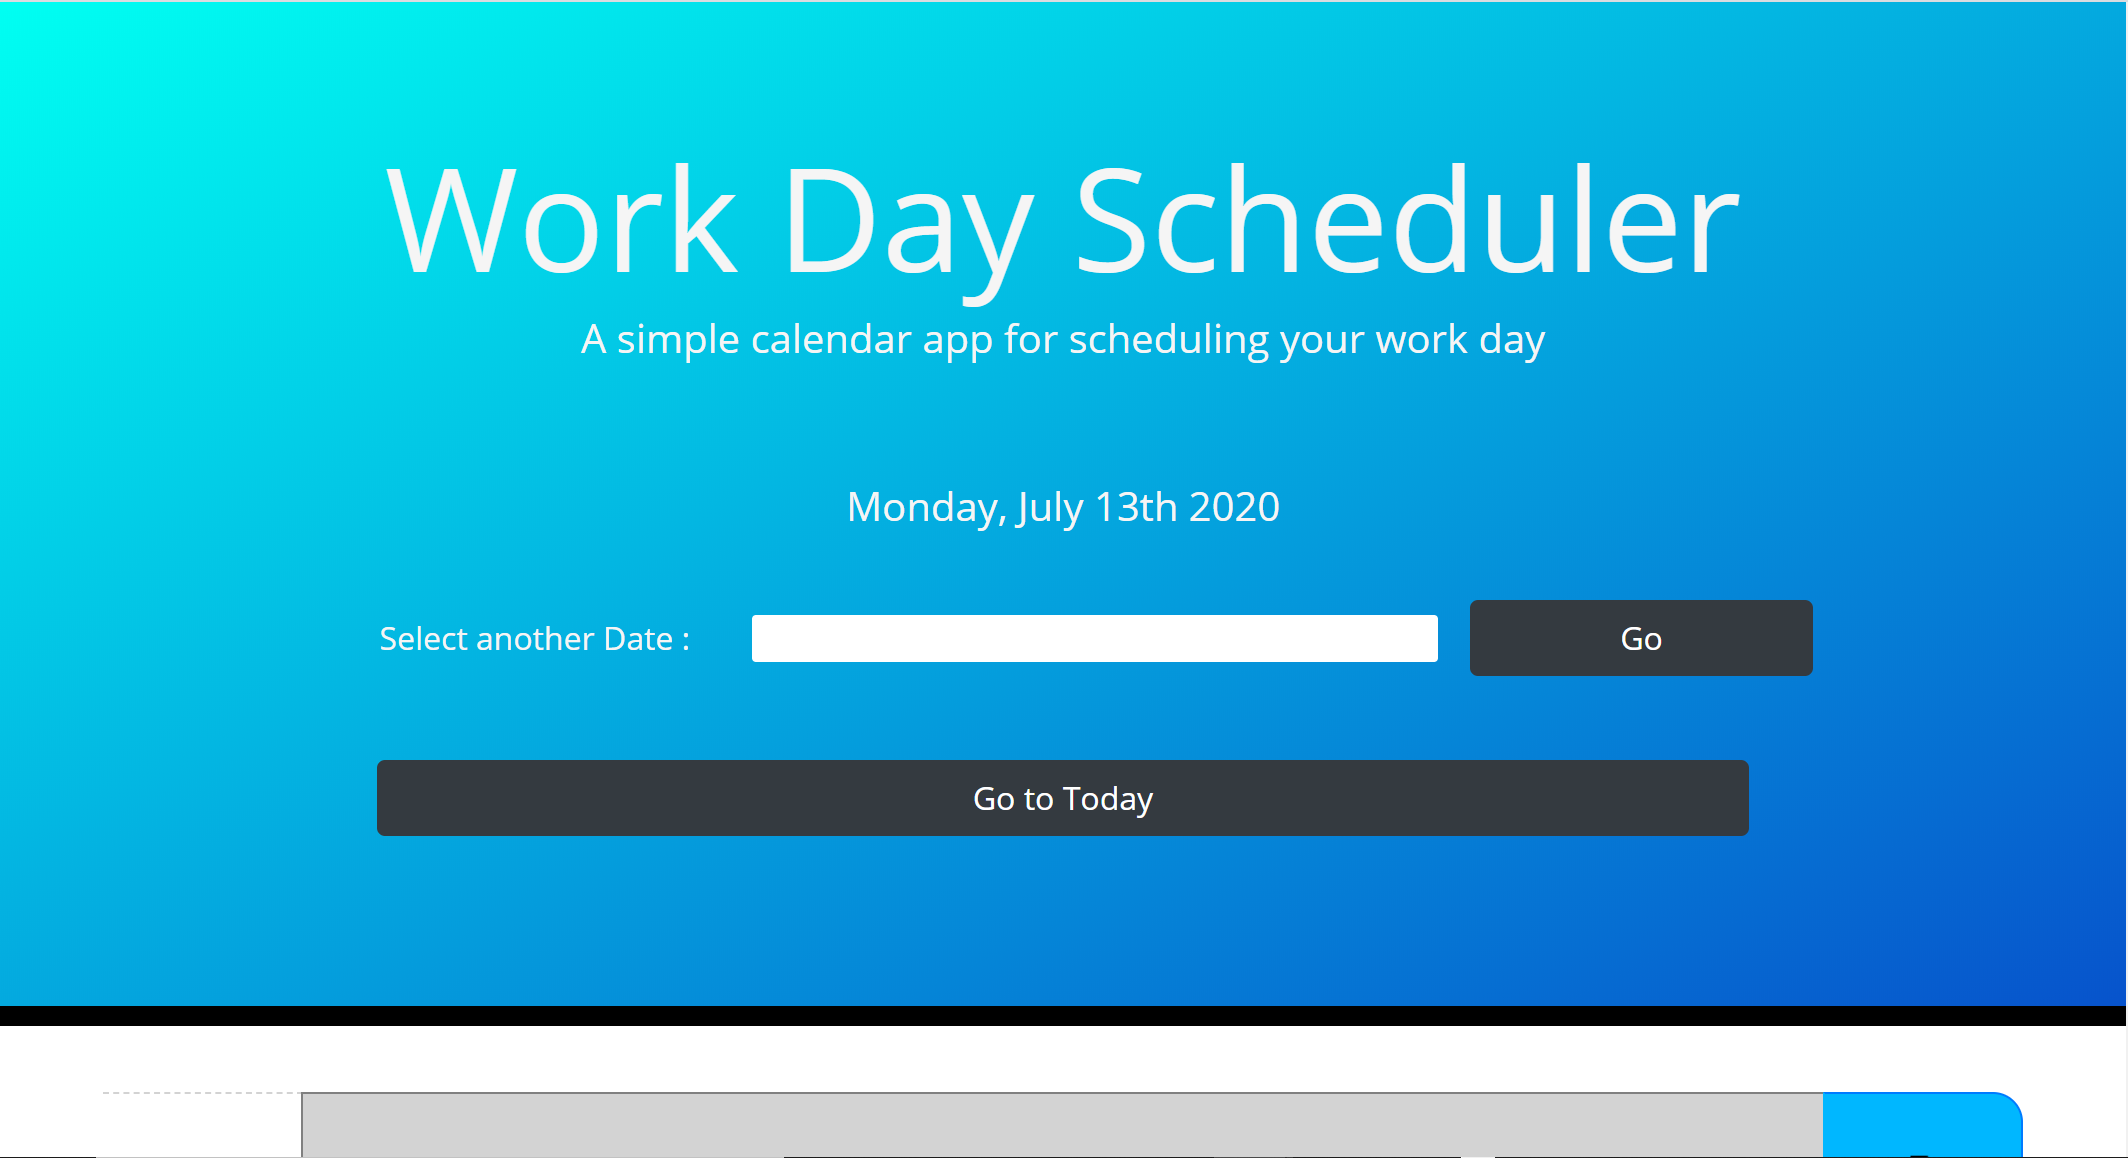 Work Day Scheduler
A simple calendar app for scheduling your work day
Monday, July 13th 2020
Select another Date :
Go
Go to Today